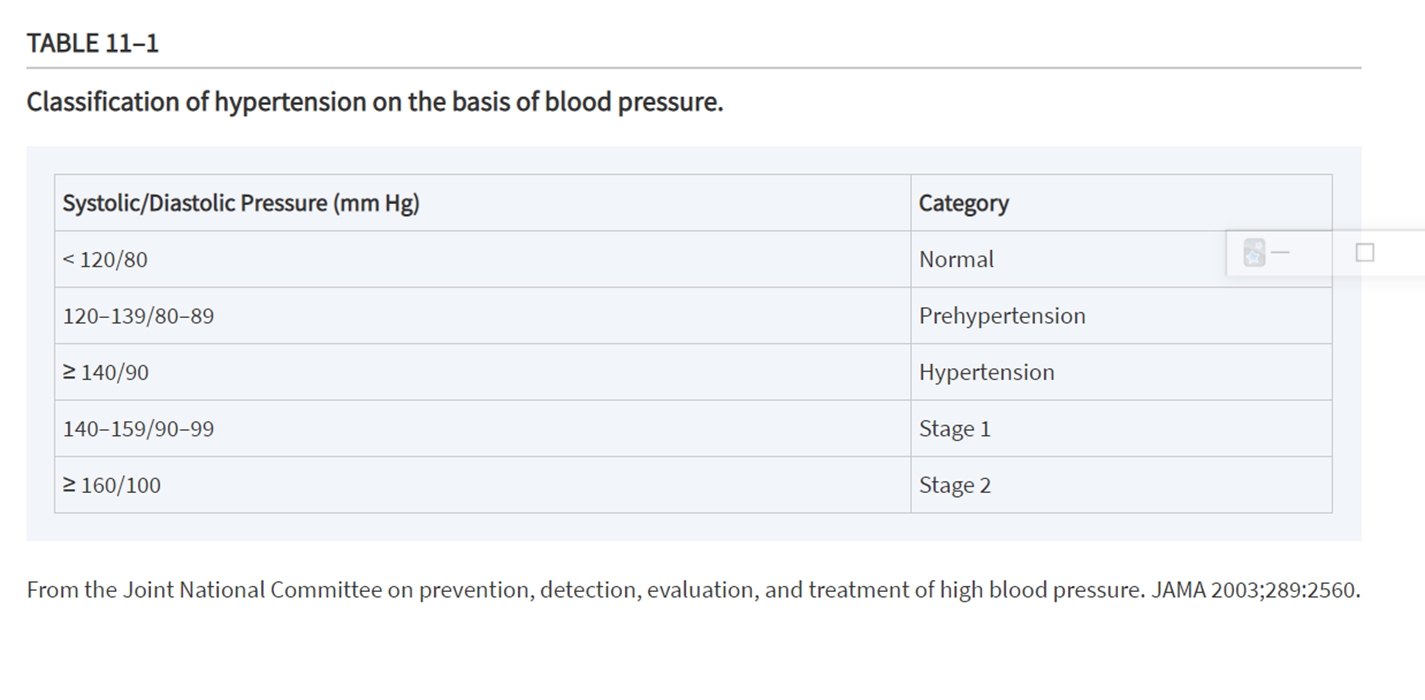 TABLE 11–1
Classification of hypertension on the basis of blood pressure.
Systolic/Diastolic Pressure (mm Hg) Category
< 120/80 Normal
120–139/80–89 Prehypertension
≥ 140/90 Hypertension
140–159/90–99 Stage 1
≥ 160/100 Stage 2
From the Joint National Committee on prevention, detection, evaluation, and treatment of high blood pressure. JAMA 2003;289:2560.